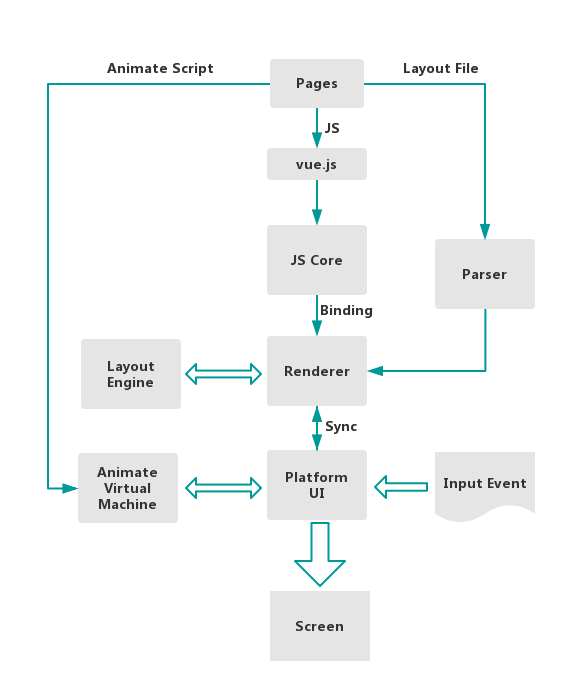 Animate Script
Layout File
Pages
JS
vue.js
JS Core
Parser
Binding
Layout
Engine
Renderer
Sync
Animate
Virtual
Machine
Platform
UI
Input Event
Screen